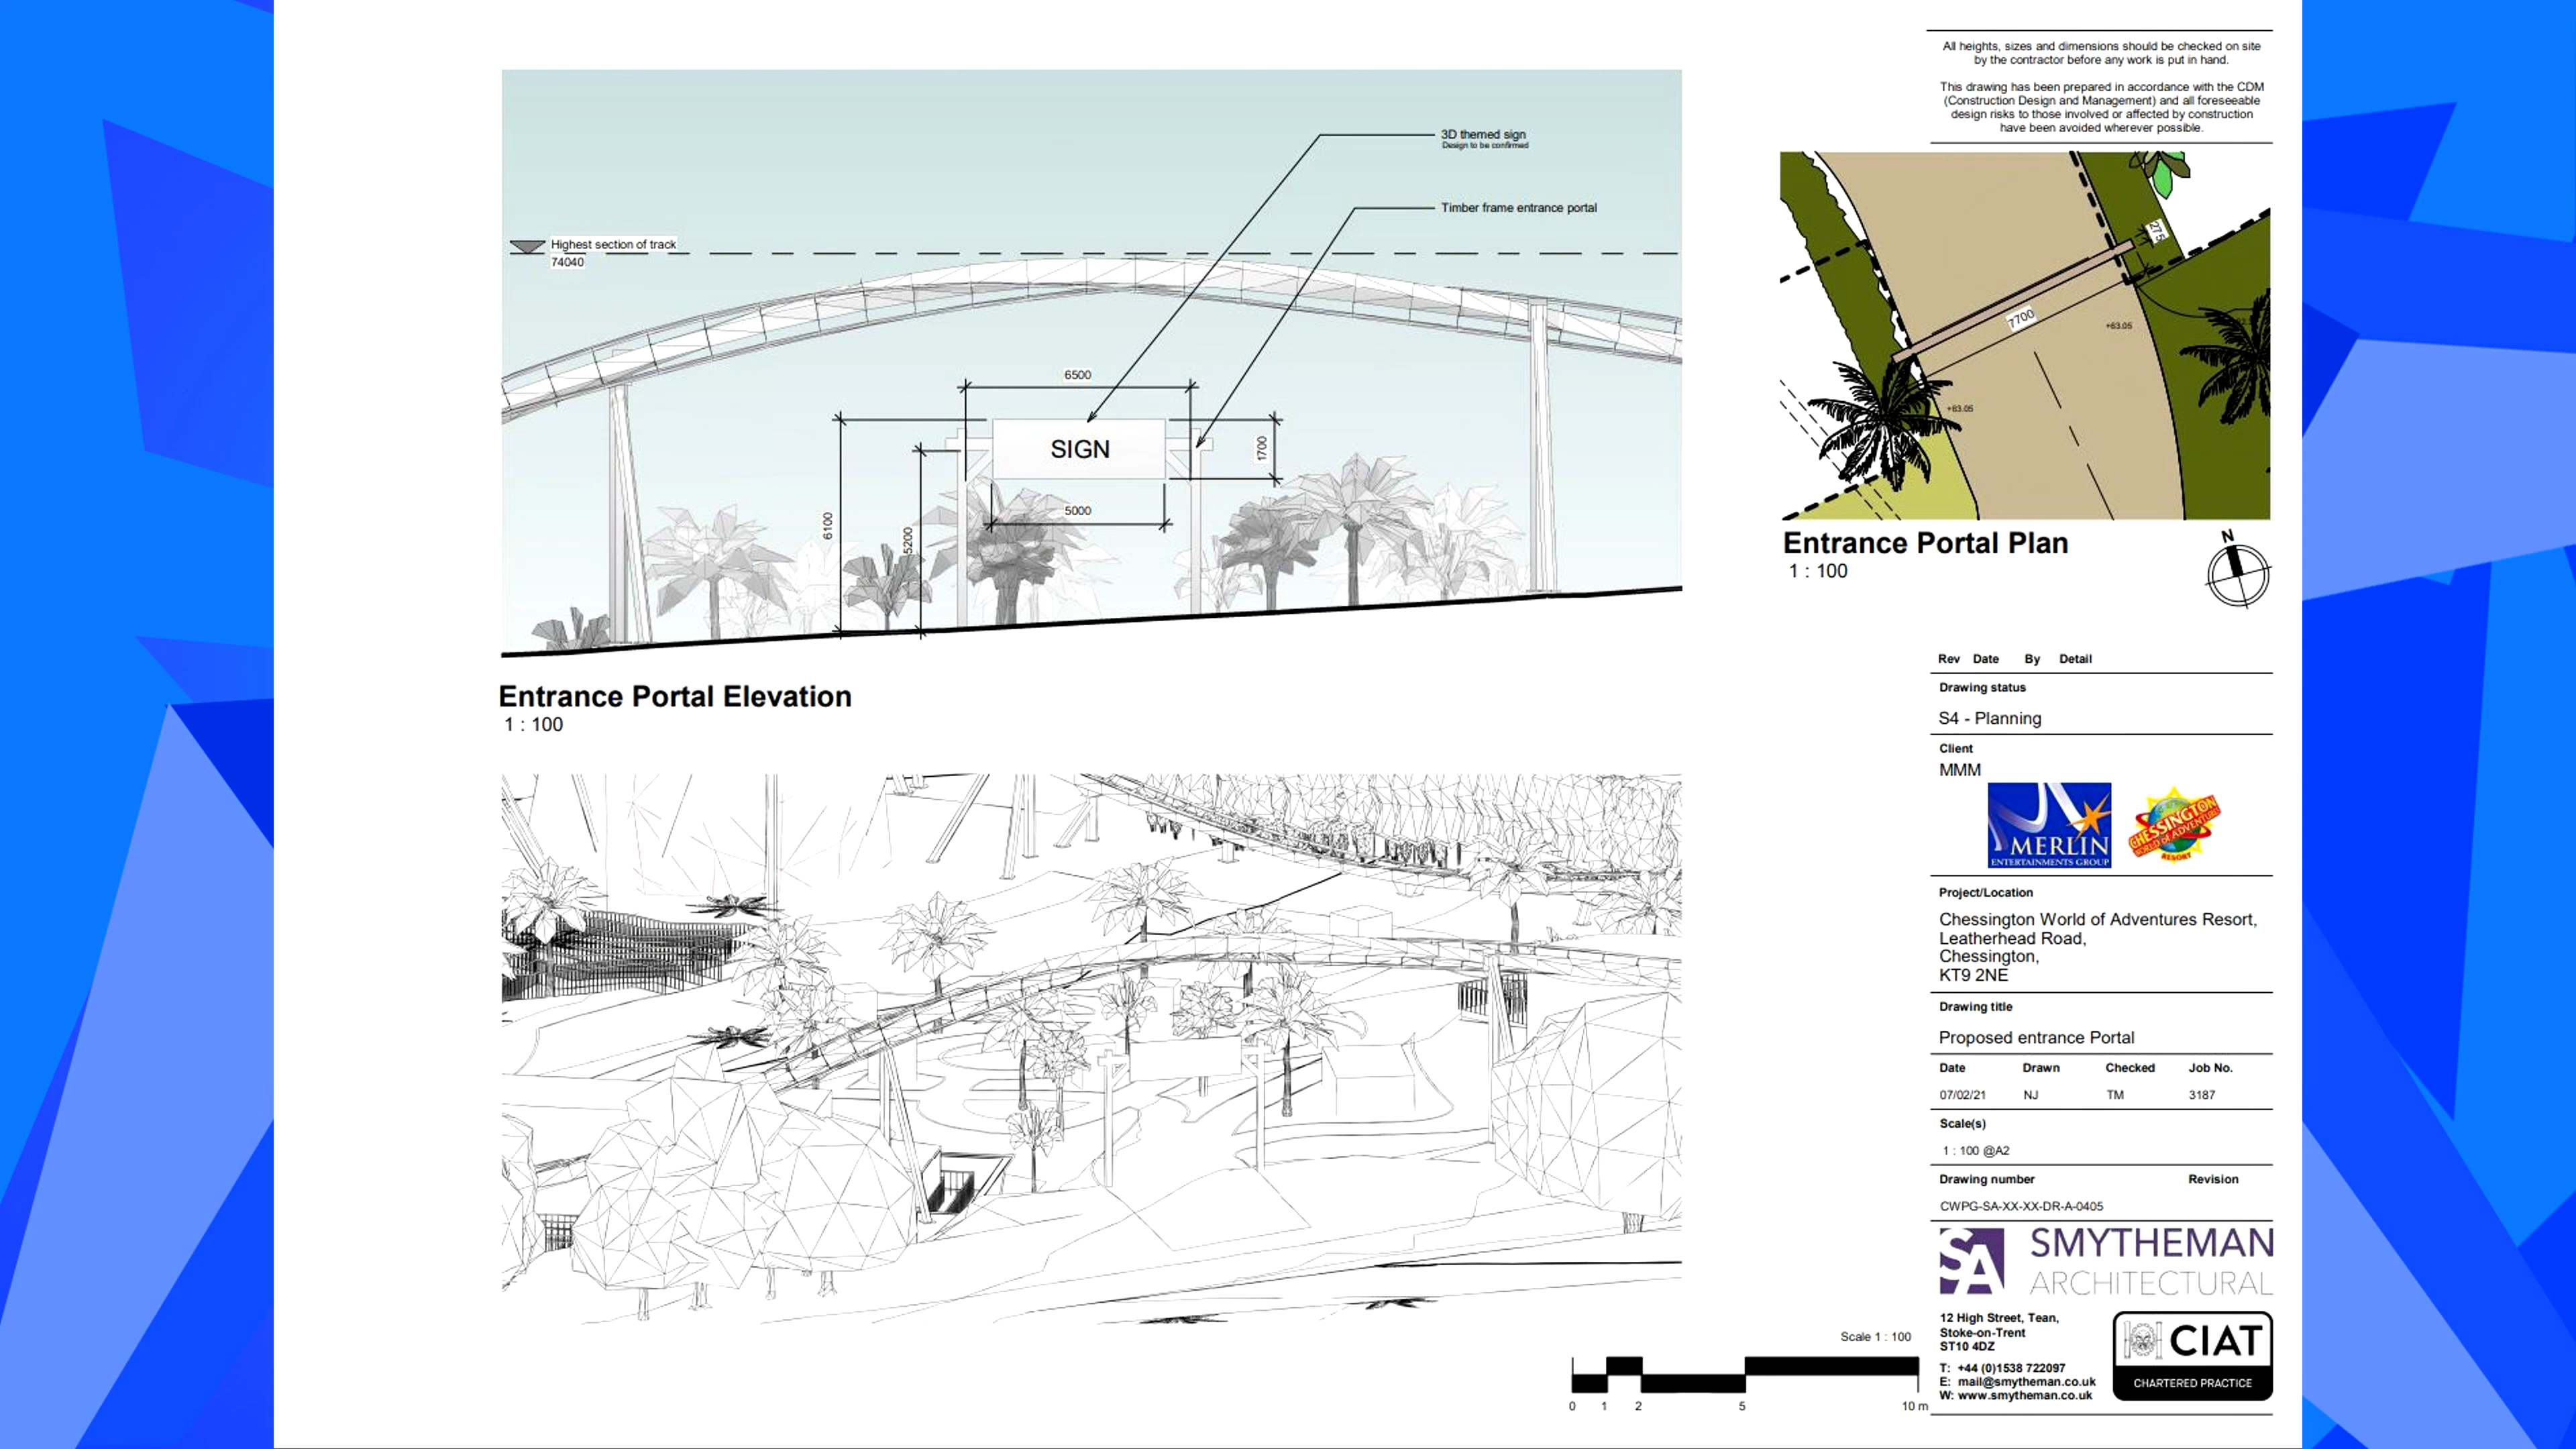 All heights, sizes and dimensions should be checked on site
by the contractor before any work is put in hand.
This drawing has been prepared in accordance with the CDM
(Construction Design and Management) and all foreseeable
design risks to those involved or affected by construction
have been avoided wherever possible.
3D themed sign
Design to be confirmed
Timber frame entrance portal
Highest section of track
74040
6500
SIGN
1700
5000
6100
5200
Entrance Portal Elevation
1 : 100
275
7700
+63.05
+63.05
Entrance Portal Plan
1 : 100
N
Rev Date By Detail
Drawing status
S4 - Planning
Client
MMM
MERLIN
ENTERTAINMENTS GROUP
CHESSINGTON
WORLD OF ADVENTURES
RESORT
Project/Location
Chessington World of Adventures Resort,
Leatherhead Road,
Chessington,
KT9 2NE
Drawing title
Proposed entrance Portal
Date Drawn Checked Job No.
07/02/21 NJ TM 3187
Scale(s)
1 : 100 @A2
Drawing number Revision
CWPG-SA-XX-XX-DR-A-0405
SA SMYTHEMAN
ARCHITECTURAL
12 High Street, Tean,
Stoke-on-Trent
ST10 4DZ
T: +44 (0)1538 722097
E: mail@smytheman.co.uk
W: www.smytheman.co.uk
CIAT
CHARTERED PRACTICE
Scale 1 : 100
0 1 2 5 10 m